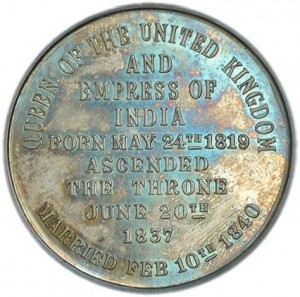 QUEEN OF THE UNITED KINGDOM
AND
EMPRESS OF
INDIA
BORN MAY 24TH 1819
ASCENDED
THE THRONE
JUNE 20TH
1837
MARRIED FEB 10TH 1840